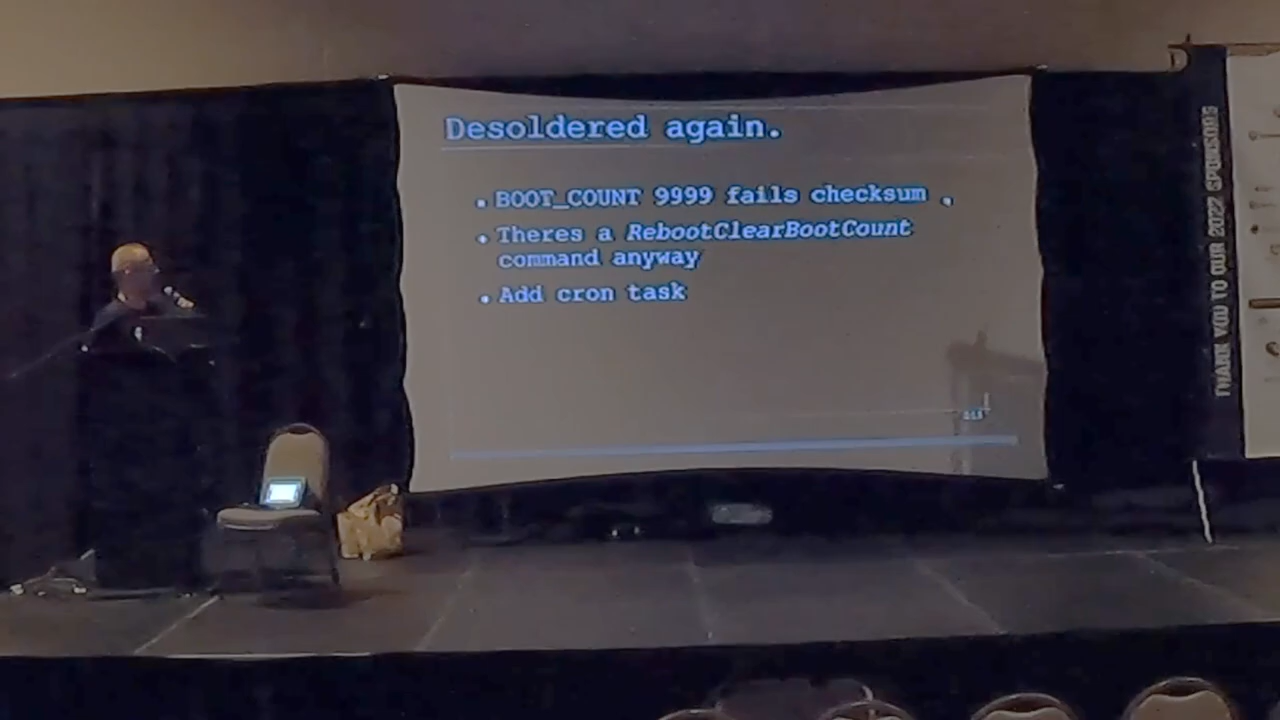 Desoldered again.
• BOOT_COUNT 9999 fails checksum .
• Theres a RebootClearBootCount
command anyway
• Add cron task
THANK YOU TO OUR 2022 SPONSORS